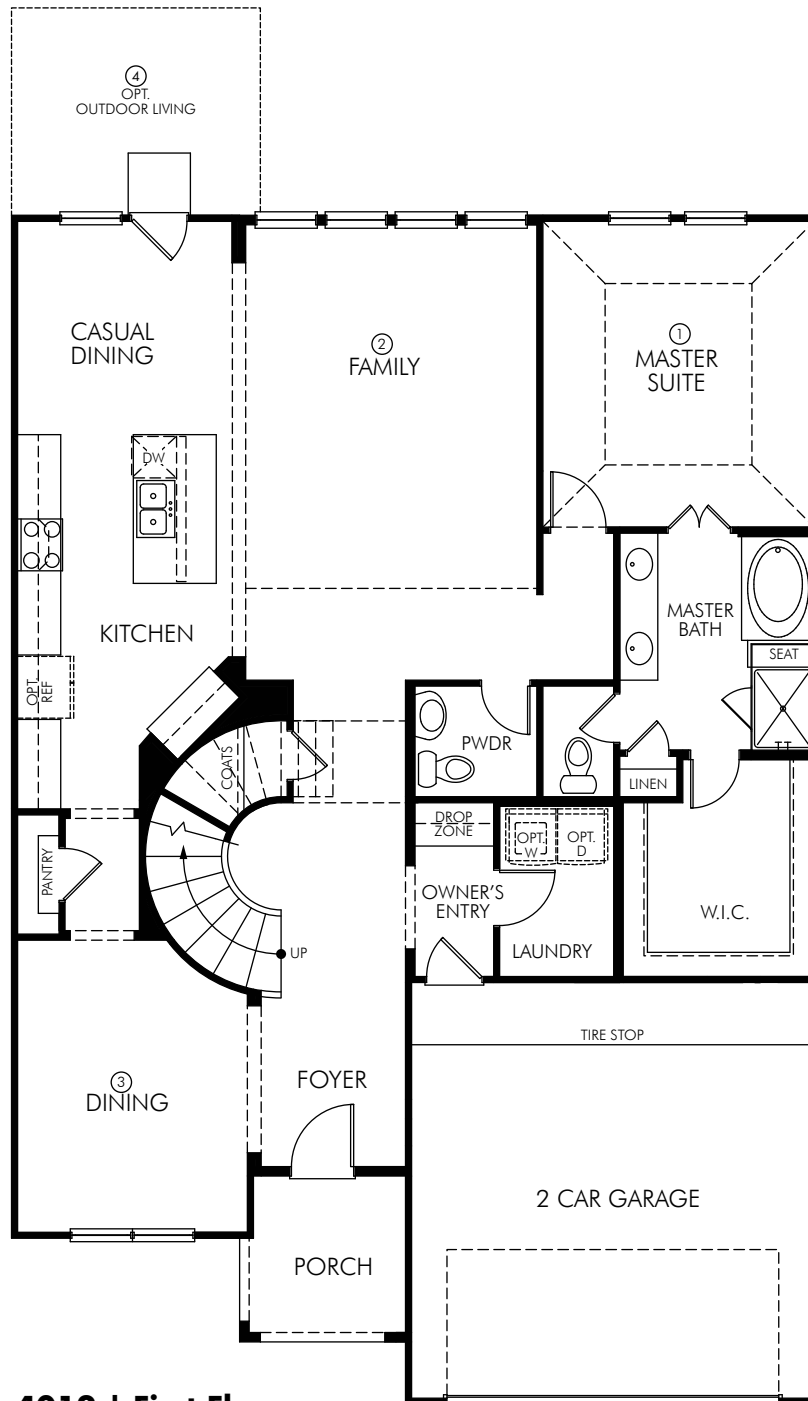 4
OPT.
OUTDOOR LIVING
CASUAL
DINING
2
FAMILY
1
MASTER
SUITE
DW
KITCHEN
MASTER
BATH
SEAT
OPT.
REF
PWDR
COATS
LINEN
DROP
ZONE
OPT.
W
OPT.
D
PANTRY
OWNER'S
ENTRY
W.I.C.
LAUNDRY
UP
TIRE STOP
FOYER
3
DINING
2 CAR GARAGE
PORCH